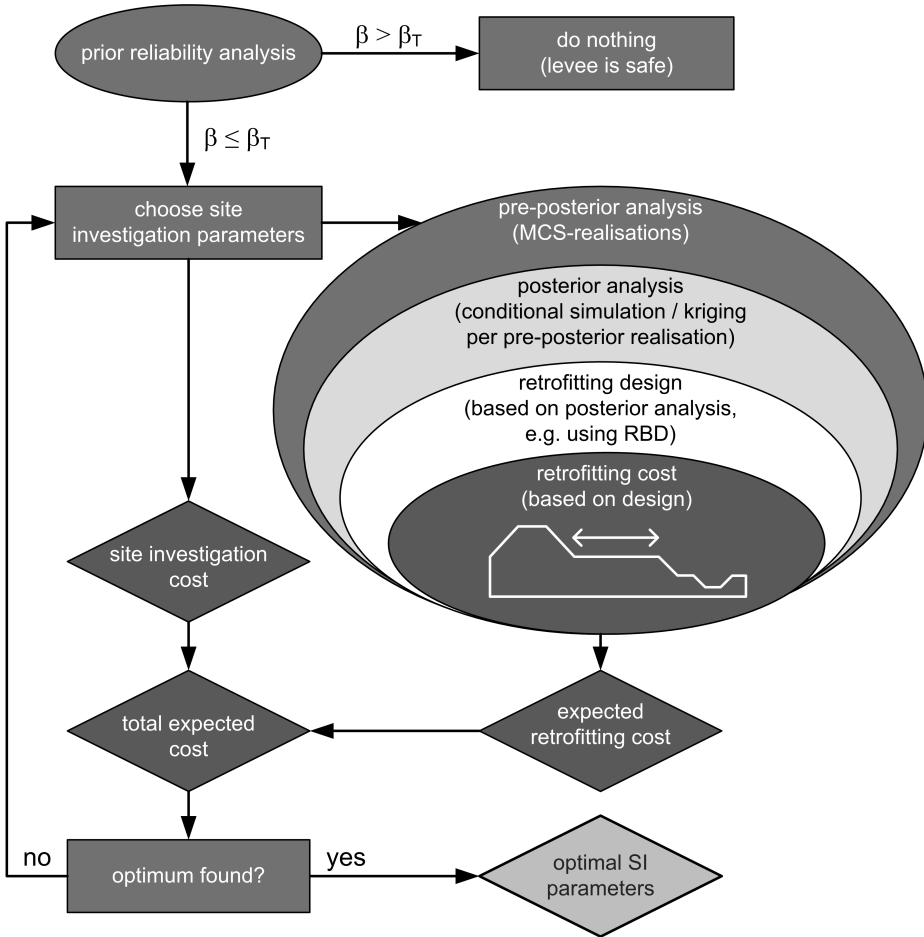 prior reliability analysis
β > β_T
do nothing
(levee is safe)
β ≤ β_T
choose site
investigation parameters
pre-posterior analysis
(MCS-realisations)
posterior analysis
(conditional simulation / kriging
per pre-posterior realisation)
retrofitting design
(based on posterior analysis,
e.g. using RBD)
retrofitting cost
(based on design)
site investigation
cost
total expected
cost
expected
retrofitting cost
no
optimum found?
yes
optimal SI
parameters